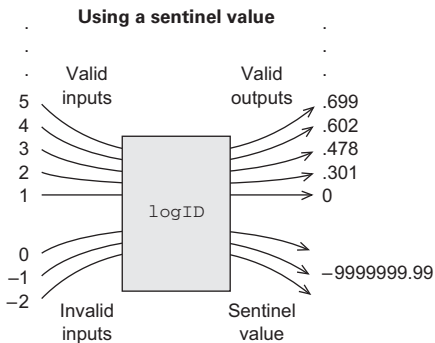 Using a sentinel value
.
.
.
.
.
.
Valid
inputs
Valid
outputs
5
4
3
2
1
.699
.602
.478
.301
0
logID
0
–1
–2
–9999999.99
Invalid
inputs
Sentinel
value